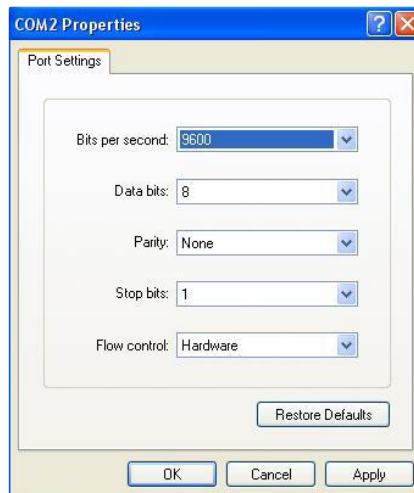 COM2 Properties
Port Settings
Bits per second: 9600
Data bits: 8
Parity: None
Stop bits: 1
Flow control: Hardware
Restore Defaults
OK Cancel Apply